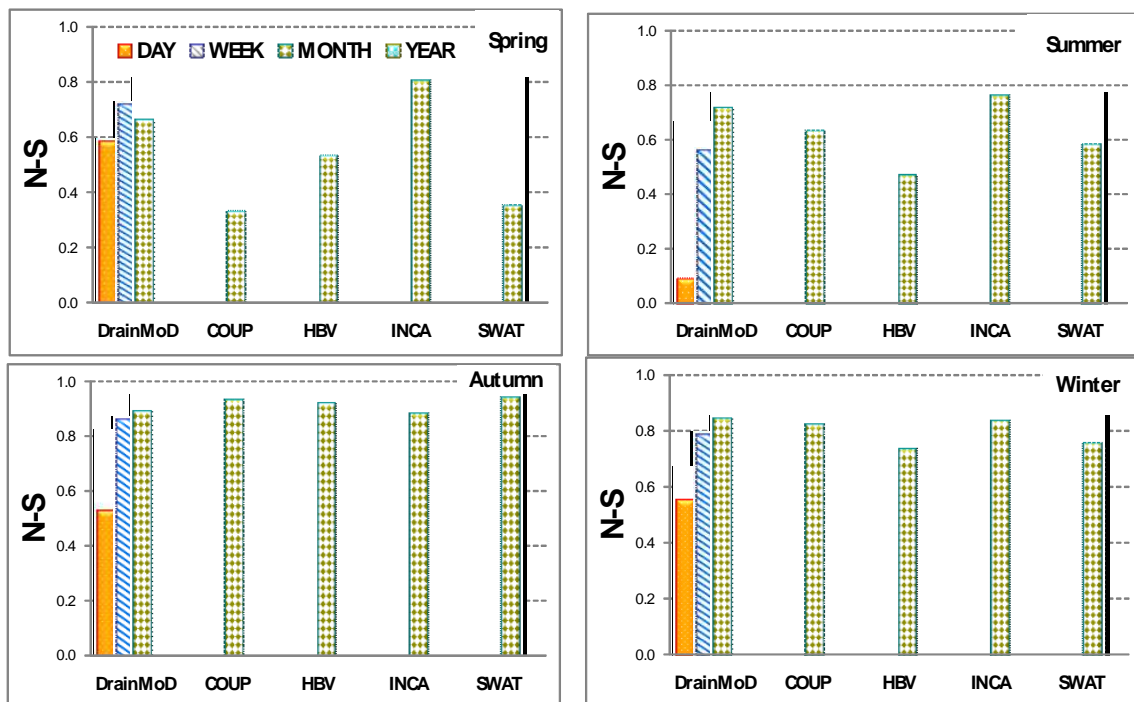 Spring
DAY WEEK MONTH YEAR
N-S
1.0
0.8
0.6
0.4
0.2
0.0
DrainMoD COUP HBV INCA SWAT
Summer
N-S
1.0
0.8
0.6
0.4
0.2
0.0
DrainMoD COUP HBV INCA SWAT
Autumn
N-S
1.0
0.8
0.6
0.4
0.2
0.0
DrainMoD COUP HBV INCA SWAT
Winter
N-S
1.0
0.8
0.6
0.4
0.2
0.0
DrainMoD COUP HBV INCA SWAT